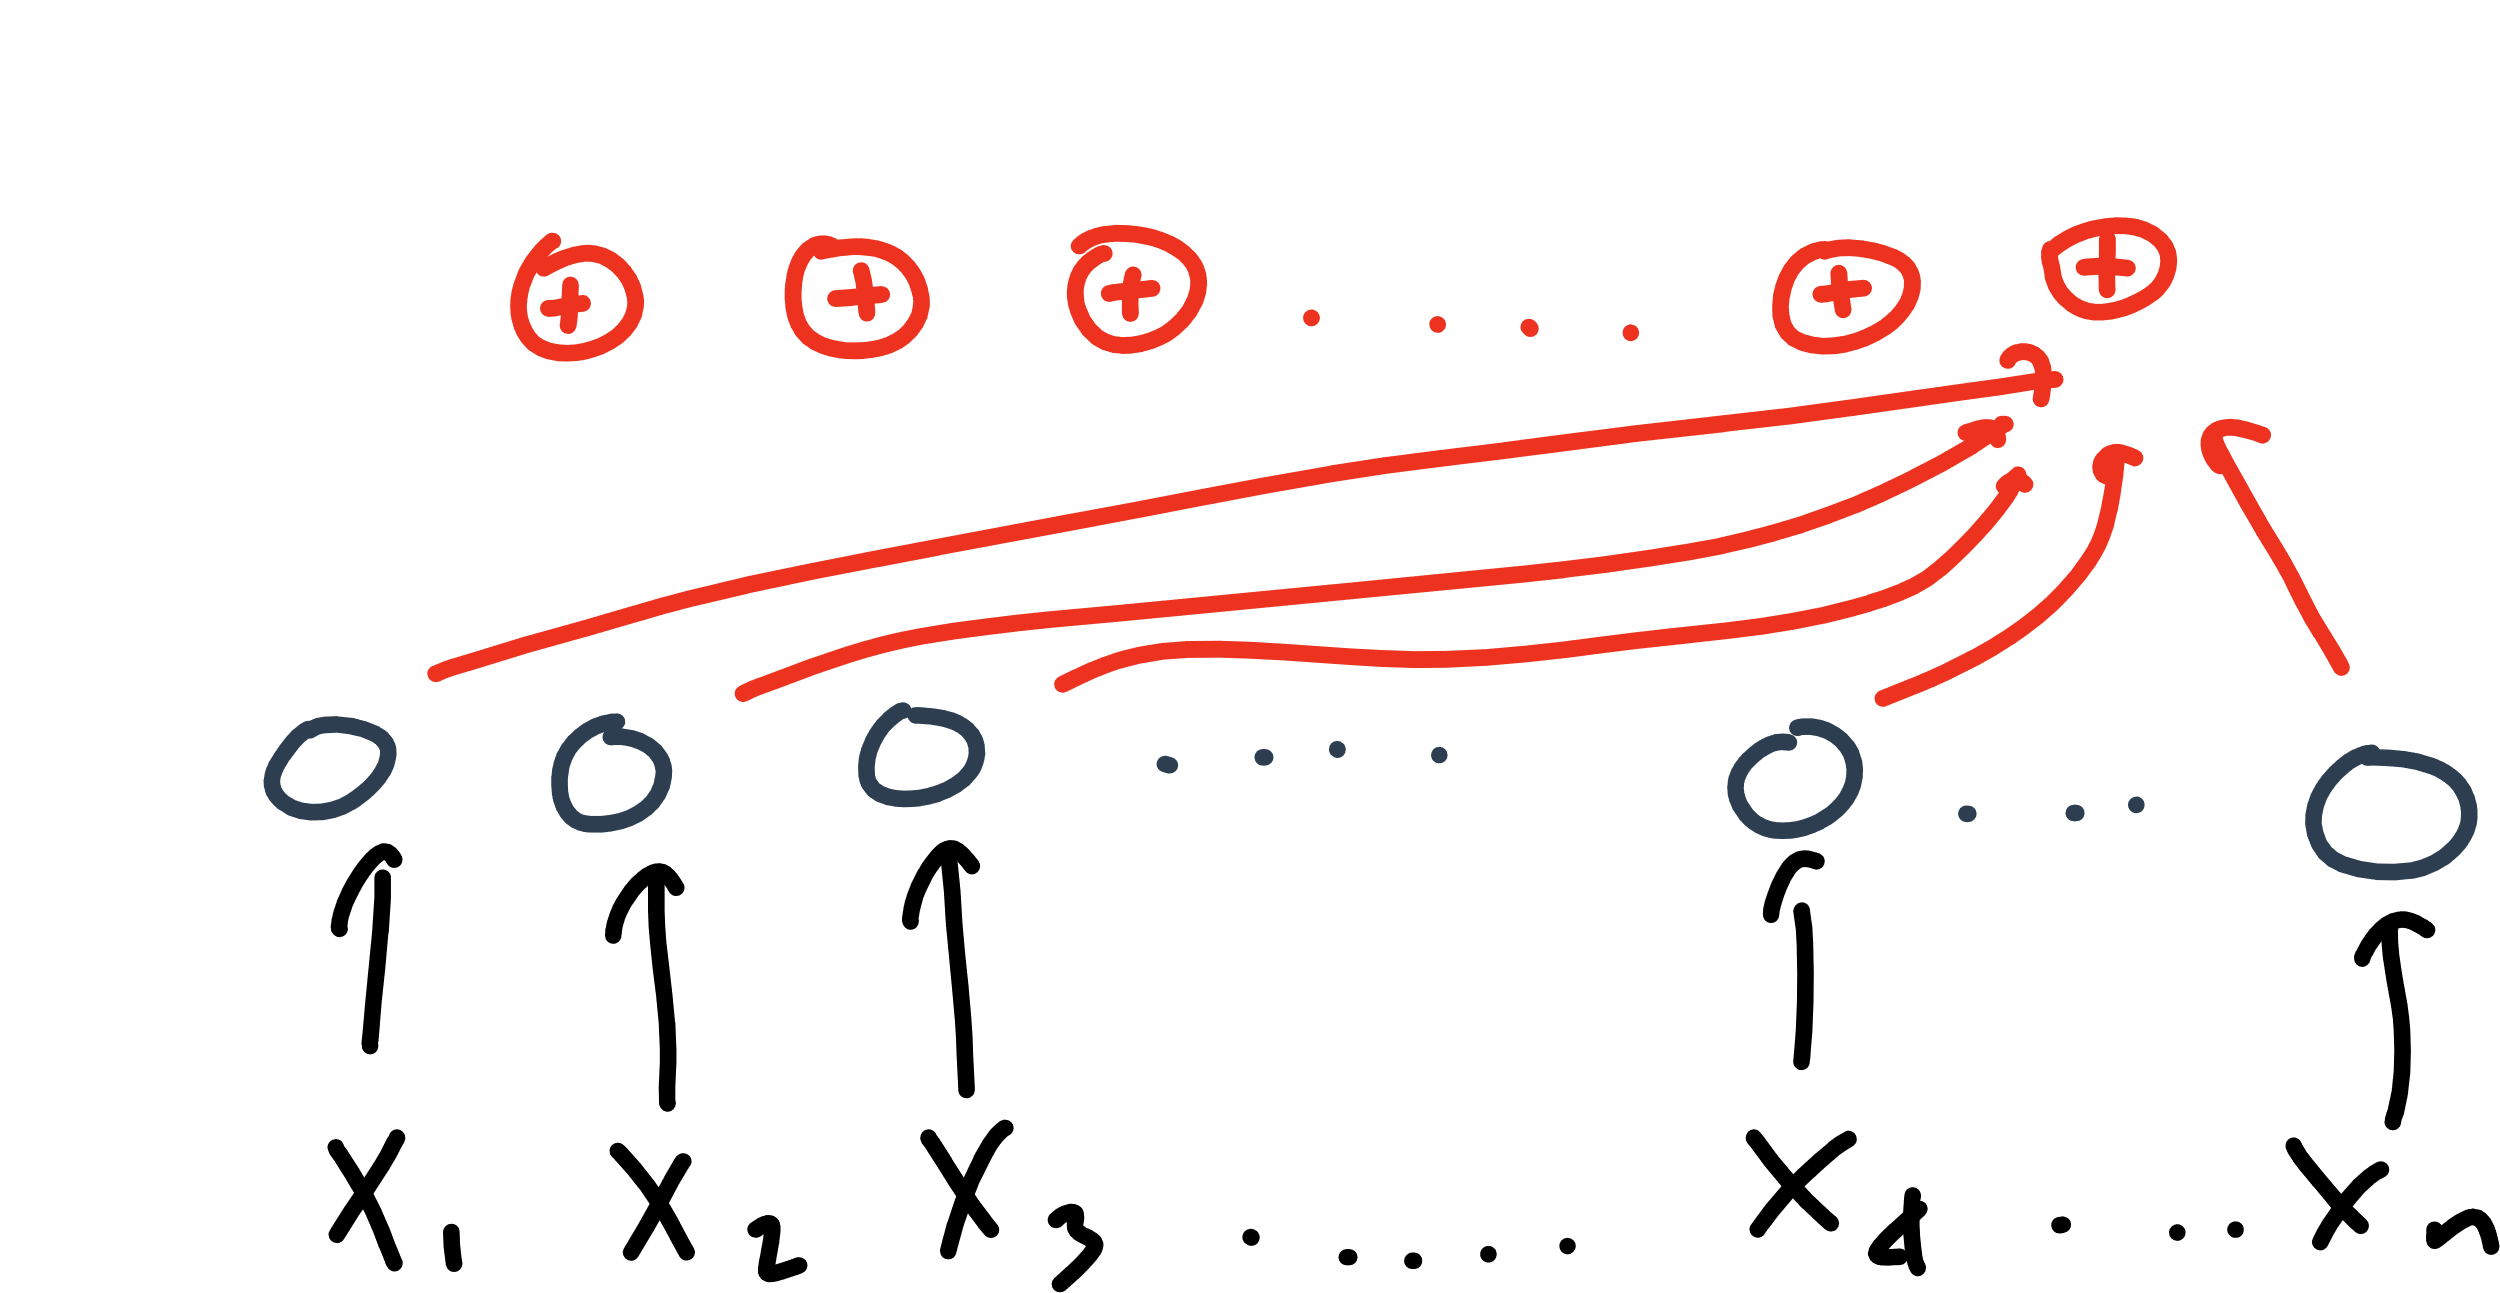 + + + .... + +
X1 X2 X3 ..... Xd ... Xn